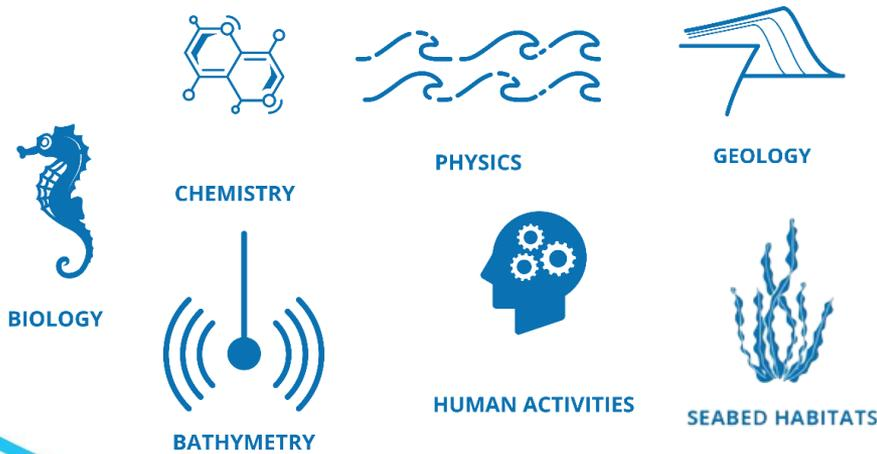 PHYSICS
GEOLOGY
CHEMISTRY
BIOLOGY
HUMAN ACTIVITIES
SEABED HABITATS
BATHYMETRY